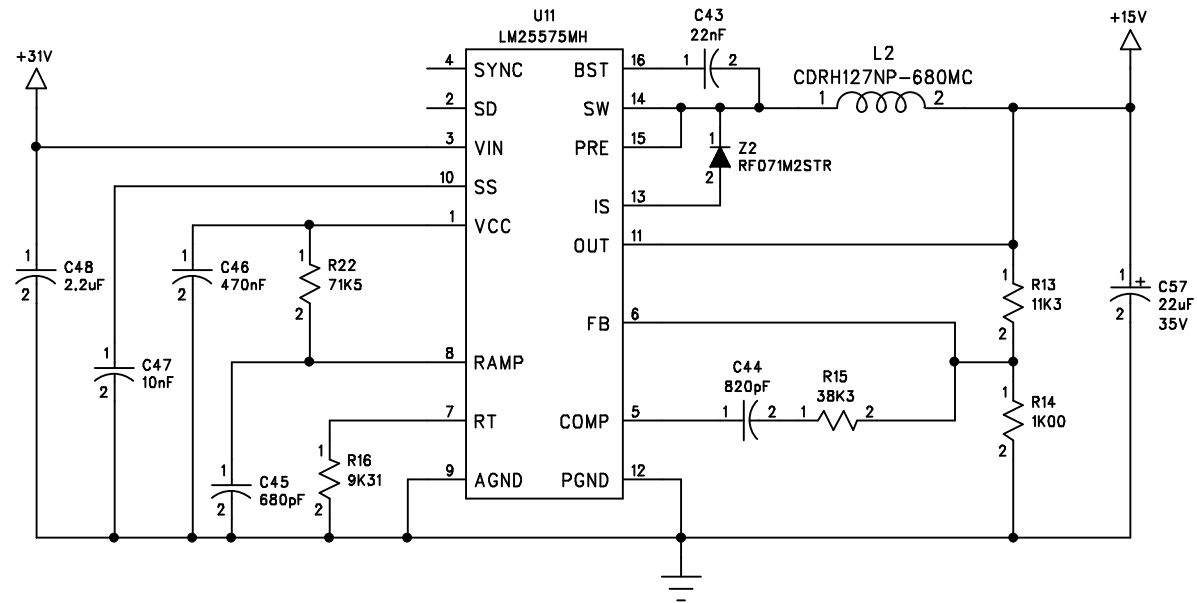 U11
LM25575MH
C43
22nF
+15V
+31V
L2
CDRH127NP-680MC
4 SYNC
BST 16
1 2
2 SD
SW 14
1 2
3 VIN
PRE 15
1
Z2
RF071M2STR
2
10 SS
IS 13
1 VCC
OUT 11
1
C48
2.2uF
2
1
C46
470nF
2
1
R22
71K5
2
1
R13
11K3
2
1 +
C57
22uF
35V
2
FB 6
8 RAMP
1
C47
10nF
2
C44
820pF
R15
38K3
7 RT
COMP 5
1 2
1 2
1
R14
1K00
2
1
R16
9K31
2
9 AGND
PGND 12
1
C45
680pF
2